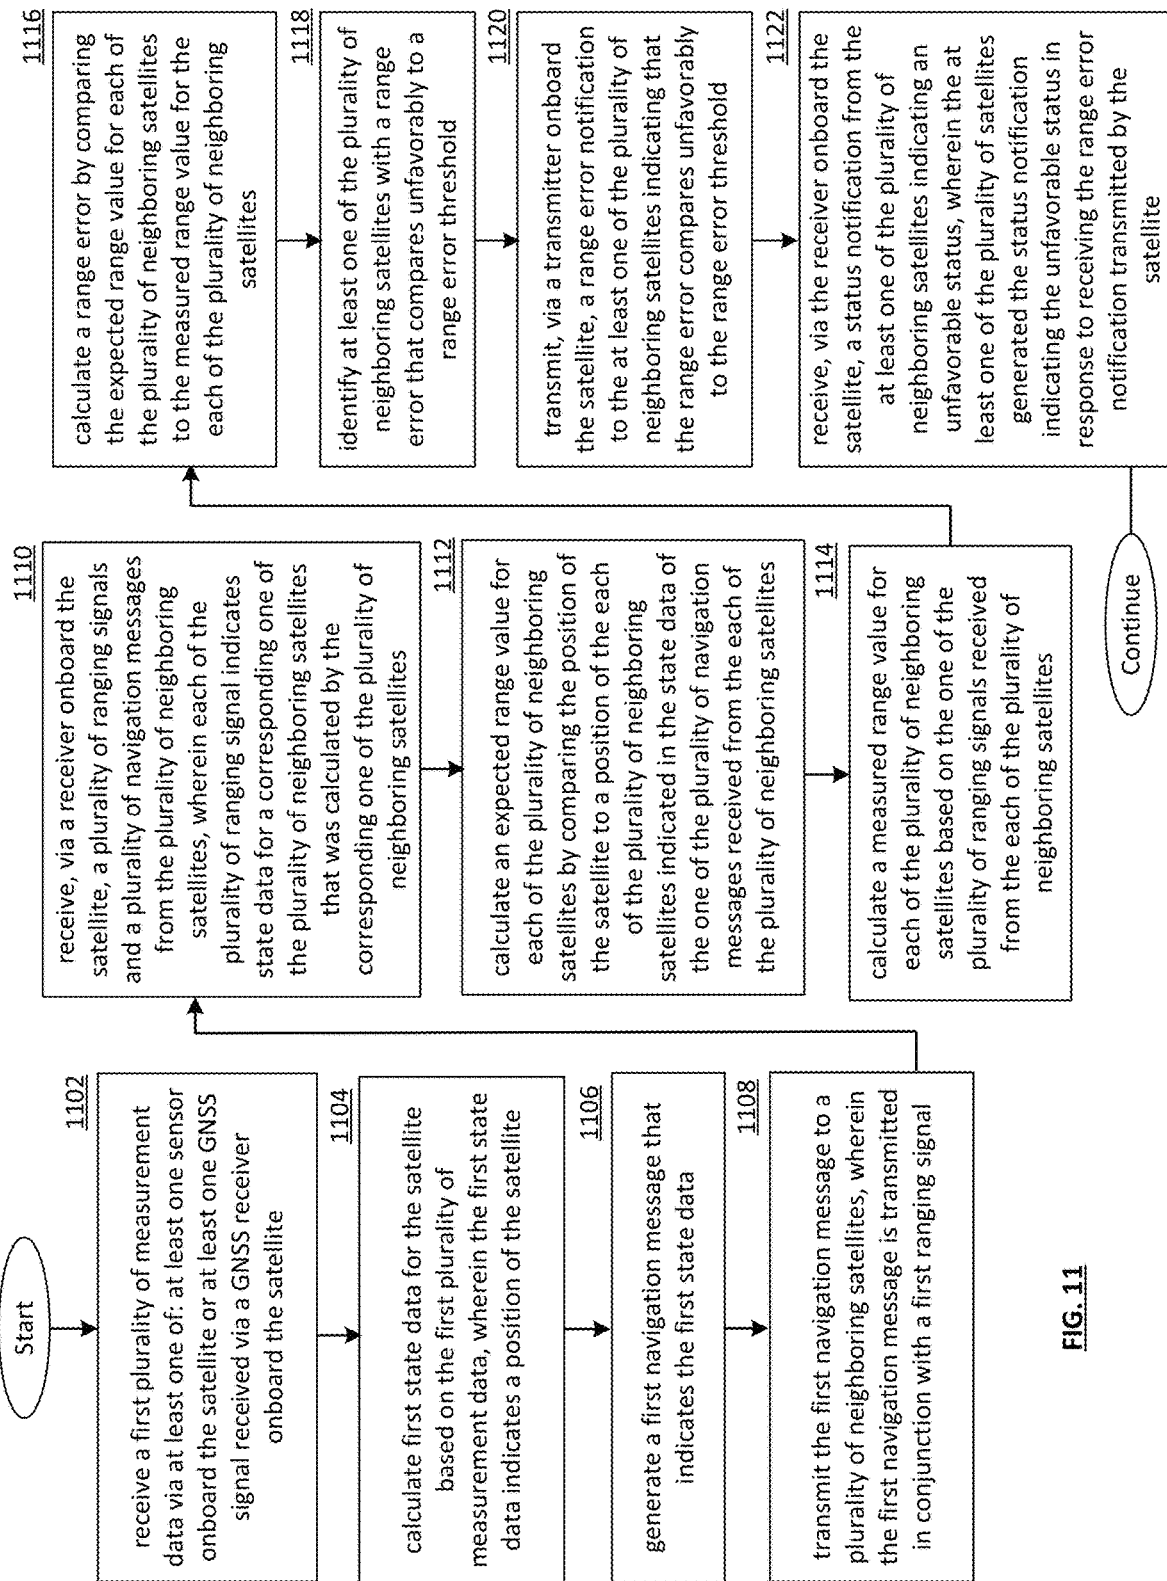 Start
1102
receive a first plurality of measurement
data via at least one of: at least one sensor
onboard the satellite or at least one GNSS
signal received via a GNSS receiver
onboard the satellite
1104
calculate first state data for the satellite
based on the first plurality of
measurement data, wherein the first state
data indicates a position of the satellite
1106
generate a first navigation message that
indicates the first state data
1108
transmit the first navigation message to a
plurality of neighboring satellites, wherein
the first navigation message is transmitted
in conjunction with a first ranging signal
1110
receive, via a receiver onboard the
satellite, a plurality of ranging signals
and a plurality of navigation messages
from the plurality of neighboring
satellites, wherein each of the
plurality of ranging signal indicates
state data for a corresponding one of
the plurality of neighboring satellites
that was calculated by the
corresponding one of the plurality of
neighboring satellites
1112
calculate an expected range value for
each of the plurality of neighboring
satellites by comparing the position of
the satellite to a position of the each
of the plurality of neighboring
satellites indicated in the state data of
the one of the plurality of navigation
messages received from the each of
the plurality of neighboring satellites
1114
calculate a measured range value for
each of the plurality of neighboring
satellites based on the one of the
plurality of ranging signals received
from the each of the plurality of
neighboring satellites
1116
calculate a range error by comparing
the expected range value for each of
the plurality of neighboring satellites
to the measured range value for the
each of the plurality of neighboring
satellites
1118
identify at least one of the plurality of
neighboring satellites with a range
error that compares unfavorably to a
range error threshold
1120
transmit, via a transmitter onboard
the satellite, a range error notification
to the at least one of the plurality of
neighboring satellites indicating that
the range error compares unfavorably
to the range error threshold
1122
receive, via the receiver onboard the
satellite, a status notification from the
at least one of the plurality of
neighboring satellites indicating an
unfavorable status, wherein the at
least one of the plurality of satellites
generated the status notification
indicating the unfavorable status in
response to receiving the range error
notification transmitted by the
satellite
Continue
FIG. 11